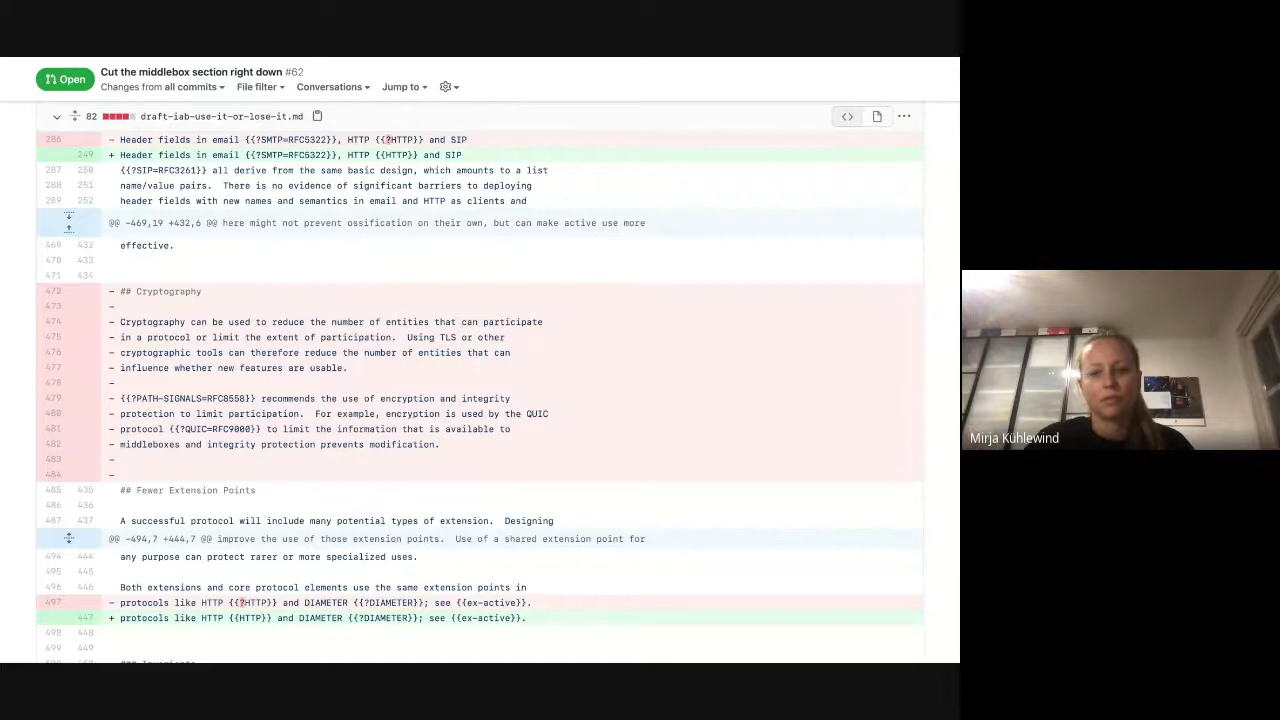 Open
Cut the middlebox section right down #62
Changes from all commits File filter Conversations Jump to
82 draft-iab-use-it-or-lose-it.md
286 - Header fields in email {{?SMTP=RFC5322}}, HTTP {{?HTTP}} and SIP
249 + Header fields in email {{?SMTP=RFC5322}}, HTTP {{HTTP}} and SIP
287 250 {{?SIP=RFC3261}} all derive from the same basic design, which amounts to a list
288 251 name/value pairs. There is no evidence of significant barriers to deploying
289 252 header fields with new names and semantics in email and HTTP as clients and
@@ -469,19 +432,6 @@ here might not prevent ossification on their own, but can make active use more
469 432 effective.
470 433
471 434
472 - ## Cryptography
473 -
474 - Cryptography can be used to reduce the number of entities that can participate
475 - in a protocol or limit the extent of participation. Using TLS or other
476 - cryptographic tools can therefore reduce the number of entities that can
477 - influence whether new features are usable.
478 -
479 - {{?PATH-SIGNALS=RFC8558}} recommends the use of encryption and integrity
480 - protection to limit participation. For example, encryption is used by the QUIC
481 - protocol {{?QUIC=RFC9000}} to limit the information that is available to
482 - middleboxes and integrity protection prevents modification.
483 -
484 -
485 435 ## Fewer Extension Points
486 436
487 437 A successful protocol will include many potential types of extension. Designing
@@ -494,7 +444,7 @@ improve the use of those extension points. Use of a shared extension point for
494 444 any purpose can protect rarer or more specialized uses.
495 445
496 446 Both extensions and core protocol elements use the same extension points in
497 - protocols like HTTP {{?HTTP}} and DIAMETER {{?DIAMETER}}; see {{ex-active}}.
447 + protocols like HTTP {{HTTP}} and DIAMETER {{?DIAMETER}}; see {{ex-active}}.
498 448
499 449
Mirja Kühlewind